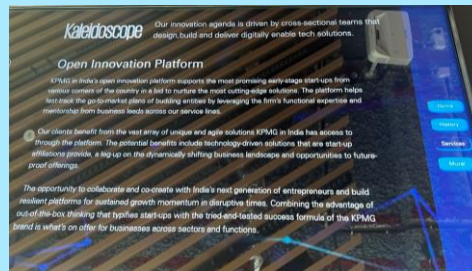 Kaleidoscope
Our innovation agenda is driven by cross-sectional teams that
design, build and deliver digitally enable tech solutions.
Open Innovation Platform
KPMG in India's open innovation platform supports the most promising early-stage start-ups from
various corners of the country in a bid to nurture the most cutting-edge solutions. The platform helps
fast-track the go-to-market plans of budding entities by leveraging the firm's functional expertise and
mentorship from business leads across our service lines.
Our clients benefit from the vast array of unique and agile solutions KPMG in India has access to
through the platform. The potential benefits include technology-driven solutions that are start-up
affiliations provide, a leg-up on the dynamically shifting business landscape and opportunities to future-
proof offerings.
The opportunity to collaborate and co-create with India's next generation of entrepreneurs and build
resilient platforms for sustained growth momentum in disruptive times. Combining the advantage of
out-of-the-box thinking that typifies start-ups with the tried-and-tested success formula of the KPMG
brand is what's on offer for businesses across sectors and functions.
Home
History
Services
More